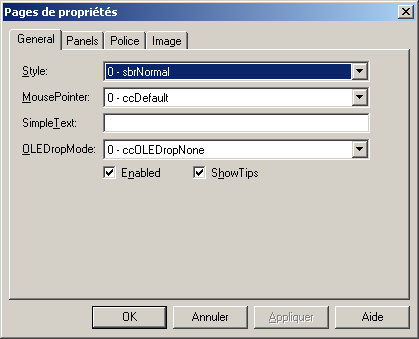 Pages de propriétés
General Panels Police Image
Style: 0 - sbrNormal
MousePointer: 0 - ccDefault
SimpleText:
OLEDropMode: 0 - ccOLEDropNone
Enabled ShowTips
OK Annuler Appliquer Aide